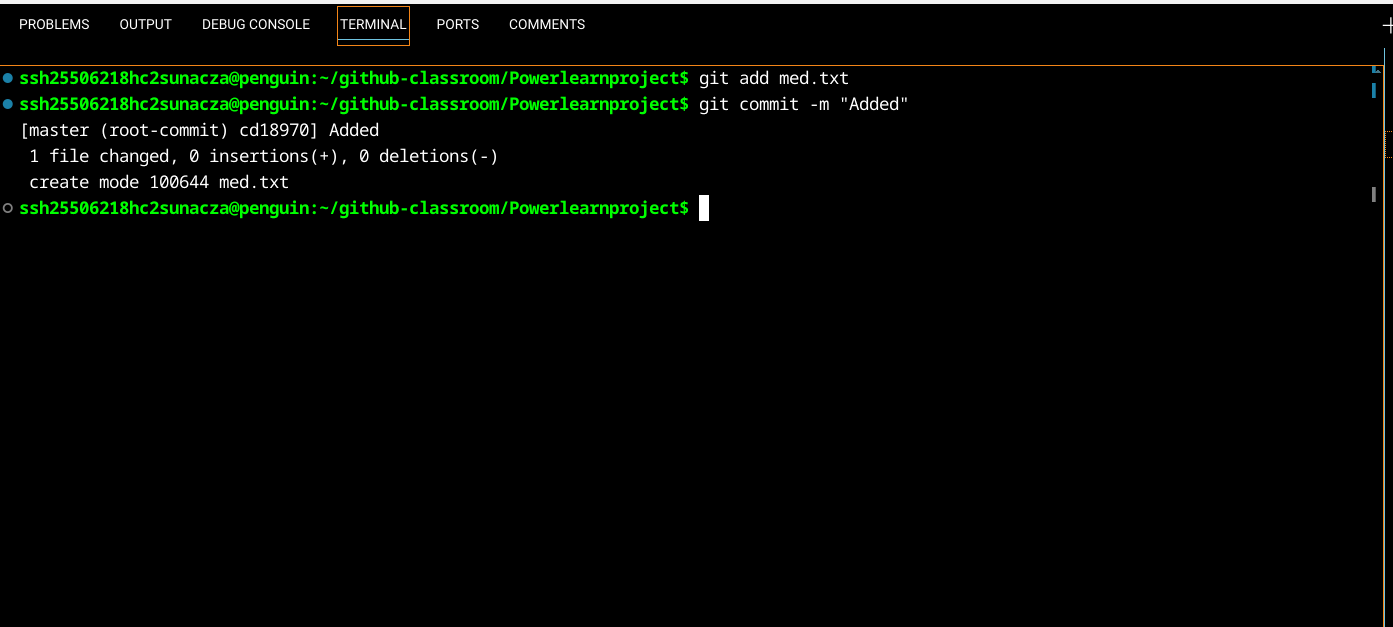 PROBLEMS OUTPUT DEBUG CONSOLE TERMINAL PORTS COMMENTS
ssh25506218hc2sunacza@penguin:~/github-classroom/Powerlearnproject$ git add med.txt
ssh25506218hc2sunacza@penguin:~/github-classroom/Powerlearnproject$ git commit -m "Added"
[master (root-commit) cd18970] Added
 1 file changed, 0 insertions(+), 0 deletions(-)
 create mode 100644 med.txt
ssh25506218hc2sunacza@penguin:~/github-classroom/Powerlearnproject$